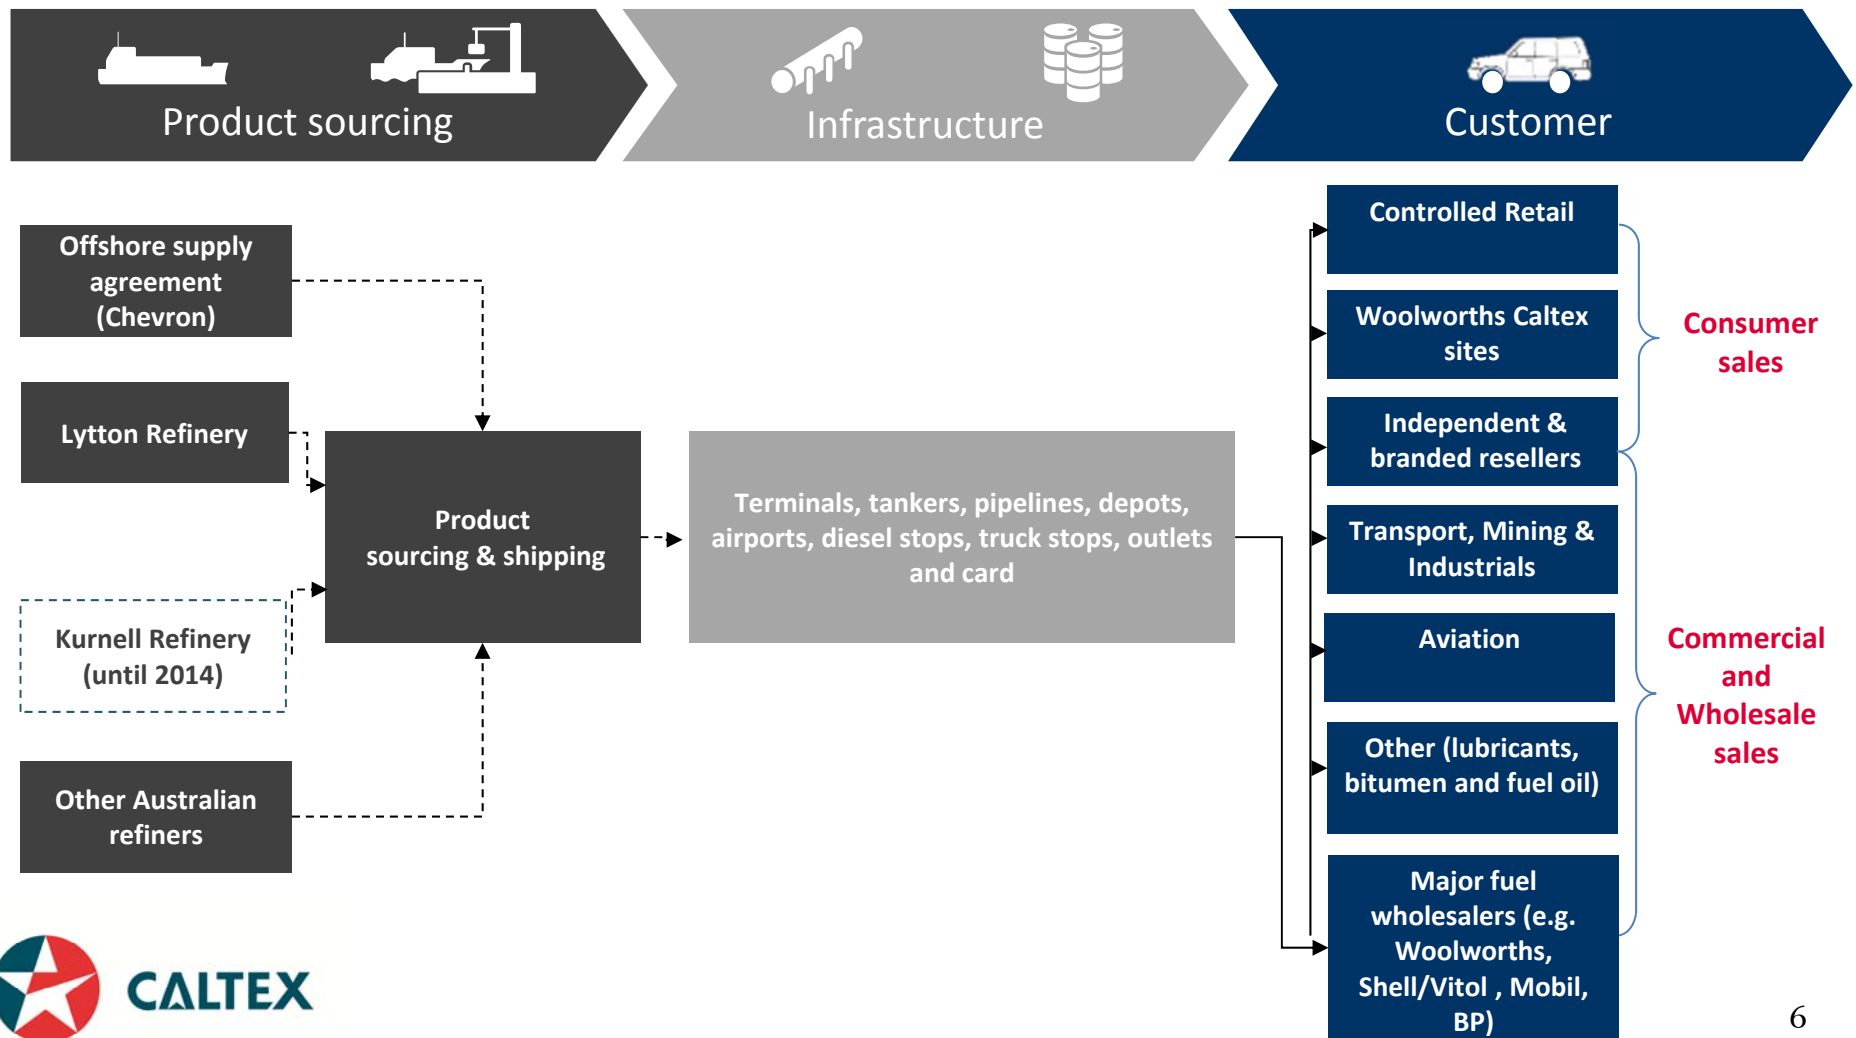 Product sourcing
Infrastructure
Customer
Offshore supply
agreement
(Chevron)
Lytton Refinery
Kurnell Refinery
(until 2014)
Other Australian
refiners
Product
sourcing & shipping
Terminals, tankers, pipelines, depots,
airports, diesel stops, truck stops, outlets
and card
Controlled Retail
Woolworths Caltex
sites
Independent &
branded resellers
Transport, Mining &
Industrials
Aviation
Other (lubricants,
bitumen and fuel oil)
Major fuel
wholesalers (e.g.
Woolworths,
Shell/Vitol , Mobil,
BP)
Consumer
sales
Commercial
and
Wholesale
sales
CALTEX
6